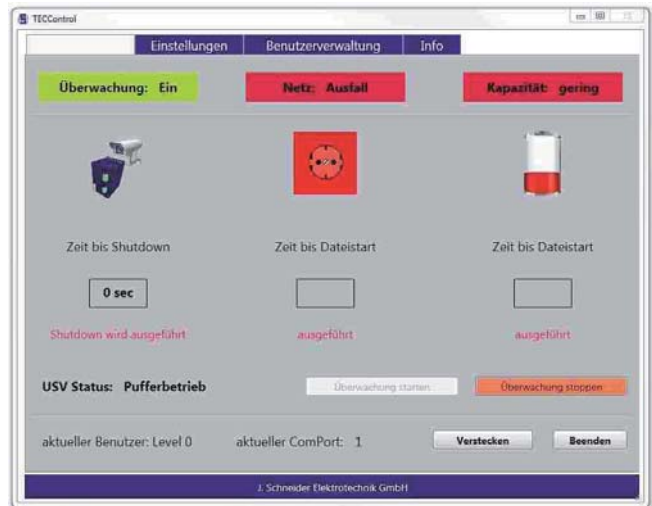 TECControl
Einstellungen Benutzerverwaltung Info
Überwachung: Ein Netz: Ausfall Kapazität: gering
Zeit bis Shutdown Zeit bis Dateistart Zeit bis Dateistart
0 sec
Shutdown wird ausgeführt ausgeführt ausgeführt
USV Status: Pufferbetrieb Überwachung starten Überwachung stoppen
aktueller Benutzer: Level 0 aktueller ComPort: 1 Verstecken Beenden
J. Schneider Elektrotechnik GmbH